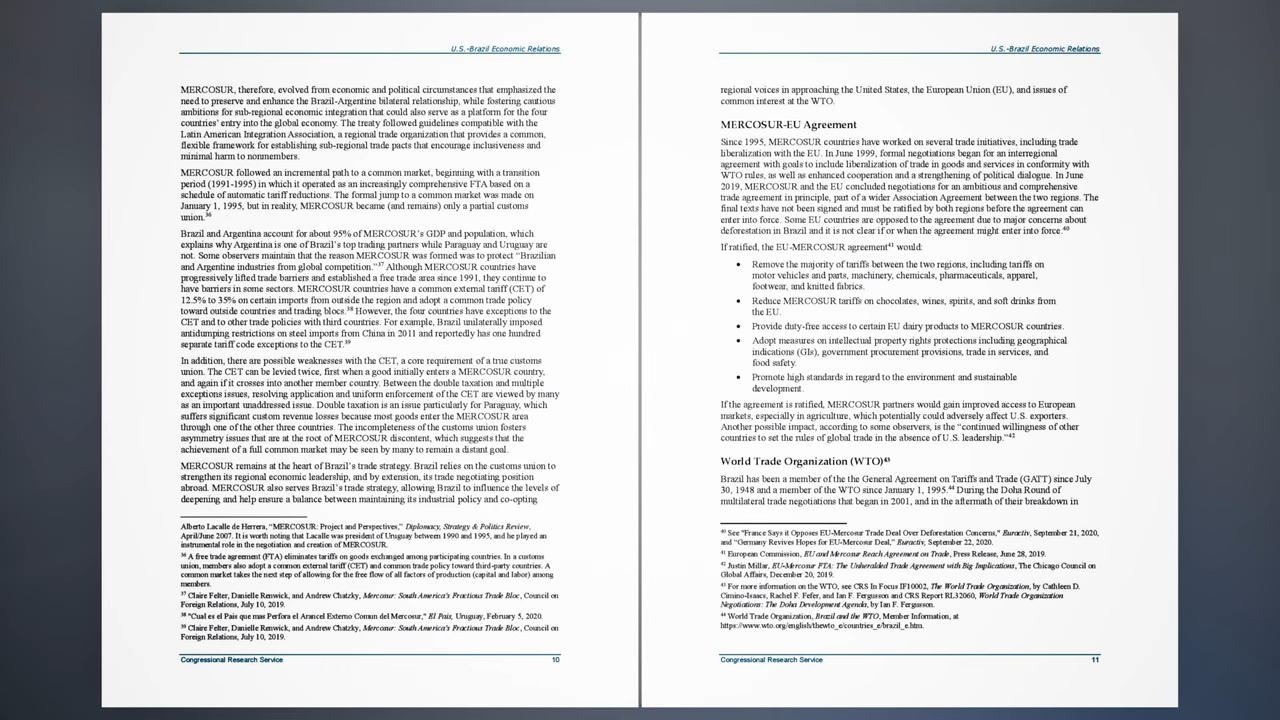 U.S.-Brazil Economic Relations
MERCOSUR, therefore, evolved from economic and political circumstances that emphasized the
need to preserve and enhance the Brazil-Argentine bilateral relationship, while fostering cautious
ambitions for sub-regional economic integration that could also serve as a platform for the four
countries' entry into the global economy. The treaty followed guidelines compatible with the
Latin American Integration Association, a regional trade organization that provides a common,
flexible framework for establishing sub-regional trade pacts that encourage inclusiveness and
minimal harm to nonmembers.
MERCOSUR followed an incremental path to a common market, beginning with a transition
period (1991-1995) in which it operated as an increasingly comprehensive FTA based on a
schedule of automatic tariff reductions. The formal jump to a common market was made on
January 1, 1995, but in reality, MERCOSUR became (and remains) only a partial customs
union.36
Brazil and Argentina account for about 95% of MERCOSUR's GDP and population, which
explains why Argentina is one of Brazil's top trading partners while Paraguay and Uruguay are
not. Some observers maintain that the reason MERCOSUR was formed was to protect "Brazilian
and Argentine industries from global competition."37 Although MERCOSUR countries have
progressively lifted trade barriers and established a free trade area since 1991, they continue to
have barriers in some sectors. MERCOSUR countries have a common external tariff (CET) of
12.5% to 35% on certain imports from outside the region and adopt a common trade policy
toward outside countries and trading blocs.38 However, the four countries have exceptions to the
CET and to other trade policies with third countries. For example, Brazil unilaterally imposed
antidumping restrictions on steel imports from China in 2011 and reportedly has one hundred
separate tariff code exceptions to the CET.39
In addition, there are possible weaknesses with the CET, a core requirement of a true customs
union. The CET can be levied twice, first when a good initially enters a MERCOSUR country,
and again if it crosses into another member country. Between the double taxation and multiple
exceptions issues, resolving application and uniform enforcement of the CET are viewed by many
as an important unaddressed issue. Double taxation is an issue particularly for Paraguay, which
suffers significant custom revenue losses because most goods enter the MERCOSUR area
through one of the other three countries. The incompleteness of the customs union fosters
asymmetry issues that are at the root of MERCOSUR discontent, which suggests that the
achievement of a full common market may be seen by many to remain a distant goal.
MERCOSUR remains at the heart of Brazil's trade strategy. Brazil relies on the customs union to
strengthen its regional economic leadership, and by extension, its trade negotiating position
abroad. MERCOSUR also serves Brazil's trade strategy, allowing Brazil to influence the levels of
deepening and help ensure a balance between maintaining its industrial policy and co-opting
Alberto Lacalle de Herrera, "MERCOSUR: Project and Perspectives," Diplomacy, Strategy & Politics Review,
April/June 2007. It is worth noting that Lacalle was president of Uruguay between 1990 and 1995, and he played an
instrumental role in the negotiation and creation of MERCOSUR.
36 A free trade agreement (FTA) eliminates tariffs on goods exchanged among participating countries. In a customs
union, members also adopt a common external tariff (CET) and common trade policy toward third-party countries. A
common market takes the next step of allowing for the free flow of all factors of production (capital and labor) among
members.
37 Claire Felter, Danielle Renwick, and Andrew Chatzky, Mercosur: South America's Fractious Trade Bloc, Council on
Foreign Relations, July 10, 2019.
38 "Cual es el Pais que mas Perfora el Arancel Externo Comun del Mercour," El Pais, Uruguay, February 5, 2020.
39 Claire Felter, Danielle Renwick, and Andrew Chatzky, Mercosur: South America's Fractious Trade Bloc, Council on
Foreign Relations, July 10, 2019.
Congressional Research Service 10
U.S.-Brazil Economic Relations
regional voices in approaching the United States, the European Union (EU), and issues of
common interest at the WTO.
MERCOSUR-EU Agreement
Since 1995, MERCOSUR countries have worked on several trade initiatives, including trade
liberalization with the EU. In June 1999, formal negotiations began for an interregional
agreement with goals to include liberalization of trade in goods and services in conformity with
WTO rules, as well as enhanced cooperation and a strengthening of political dialogue. In June
2019, MERCOSUR and the EU concluded negotiations for an ambitious and comprehensive
trade agreement in principle, part of a wider Association Agreement between the two regions. The
final texts have not been signed and must be ratified by both regions before the agreement can
enter into force. Some EU countries are opposed to the agreement due to major concerns about
deforestation in Brazil and it is not clear if or when the agreement might enter into force.40
If ratified, the EU-MERCOSUR agreement41 would:
• Remove the majority of tariffs between the two regions, including tariffs on
motor vehicles and parts, machinery, chemicals, pharmaceuticals, apparel,
footwear, and knitted fabrics.
• Reduce MERCOSUR tariffs on chocolates, wines, spirits, and soft drinks from
the EU.
• Provide duty-free access to certain EU dairy products to MERCOSUR countries.
• Adopt measures on intellectual property rights protections including geographical
indications (GIs), government procurement provisions, trade in services, and
food safety.
• Promote high standards in regard to the environment and sustainable
development.
If the agreement is ratified, MERCOSUR partners would gain improved access to European
markets, especially in agriculture, which potentially could adversely affect U.S. exporters.
Another possible impact, according to some observers, is the "continued willingness of other
countries to set the rules of global trade in the absence of U.S. leadership."42
World Trade Organization (WTO)43
Brazil has been a member of the the General Agreement on Tariffs and Trade (GATT) since July
30, 1948 and a member of the WTO since January 1, 1995.44 During the Doha Round of
multilateral trade negotiations that began in 2001, and in the aftermath of their breakdown in
40 See "France Says it Opposes EU-Mercosur Trade Deal Over Deforestation Concerns," Euractiv, September 21, 2020,
and "Germany Revives Hopes for EU-Mercosur Deal," Euractiv, September 22, 2020.
41 European Commission, EU and Mercosur Reach Agreement on Trade, Press Release, June 28, 2019.
42 Justin Millar, EU-Mercosur FTA: The Unheralded Trade Agreement with Big Implications, The Chicago Council on
Global Affairs, December 20, 2019.
43 For more information on the WTO, see CRS In Focus IF10002, The World Trade Organization, by Cathleen D.
Cimino-Isaacs, Rachel F. Fefer, and Ian F. Fergusson and CRS Report RL32060, World Trade Organization
Negotiations: The Doha Development Agenda, by Ian F. Fergusson.
44 World Trade Organization, Brazil and the WTO, Member Information, at
https://www.wto.org/english/thewto_e/countries_e/brazil_e.htm.
Congressional Research Service 11